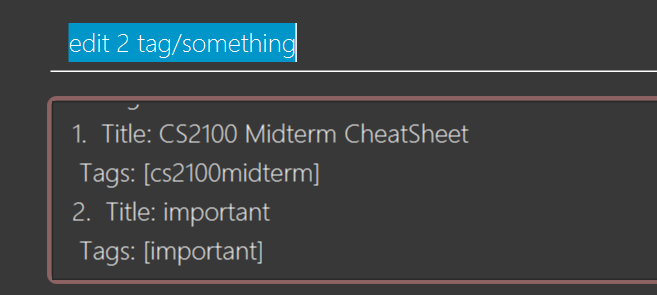 edit 2 tag/something
1. Title: CS2100 Midterm CheatSheet
Tags: [cs2100midterm]
2. Title: important
Tags: [important]